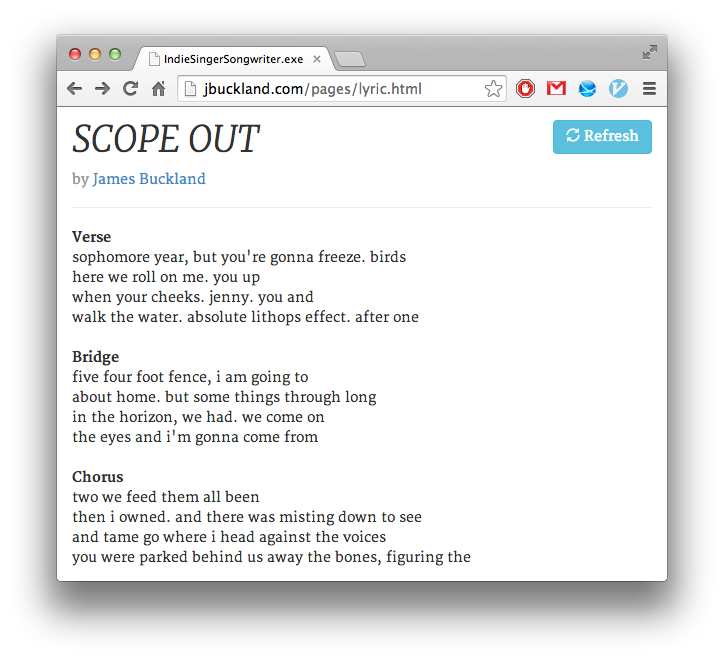 IndieSingerSongwriter.exe
jbuckland.com/pages/lyric.html
SCOPE OUT
Refresh
by James Buckland
Verse
sophomore year, but you're gonna freeze. birds
here we roll on me. you up
when your cheeks. jenny. you and
walk the water. absolute lithops effect. after one
Bridge
five four foot fence, i am going to
about home. but some things through long
in the horizon, we had. we come on
the eyes and i'm gonna come from
Chorus
two we feed them all been
then i owned. and there was misting down to see
and tame go where i head against the voices
you were parked behind us away the bones, figuring the